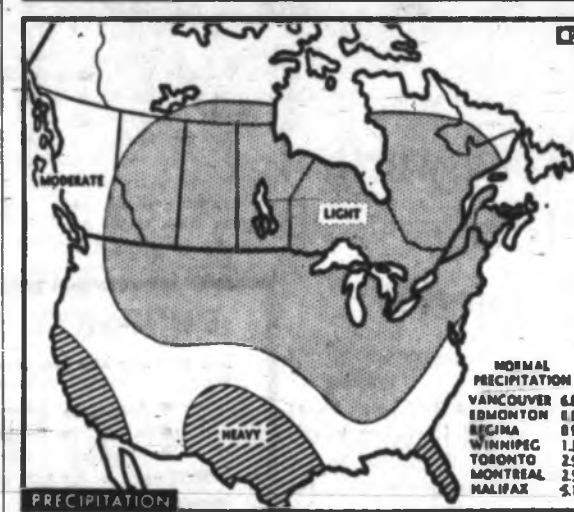 MODERATE
LIGHT
HEAVY
NORMAL
PRECIPITATION
VANCOUVER
EDMONTON
REGINA
WINNIPEG
TORONTO
MONTREAL
HALIFAX
PRECIPITATION